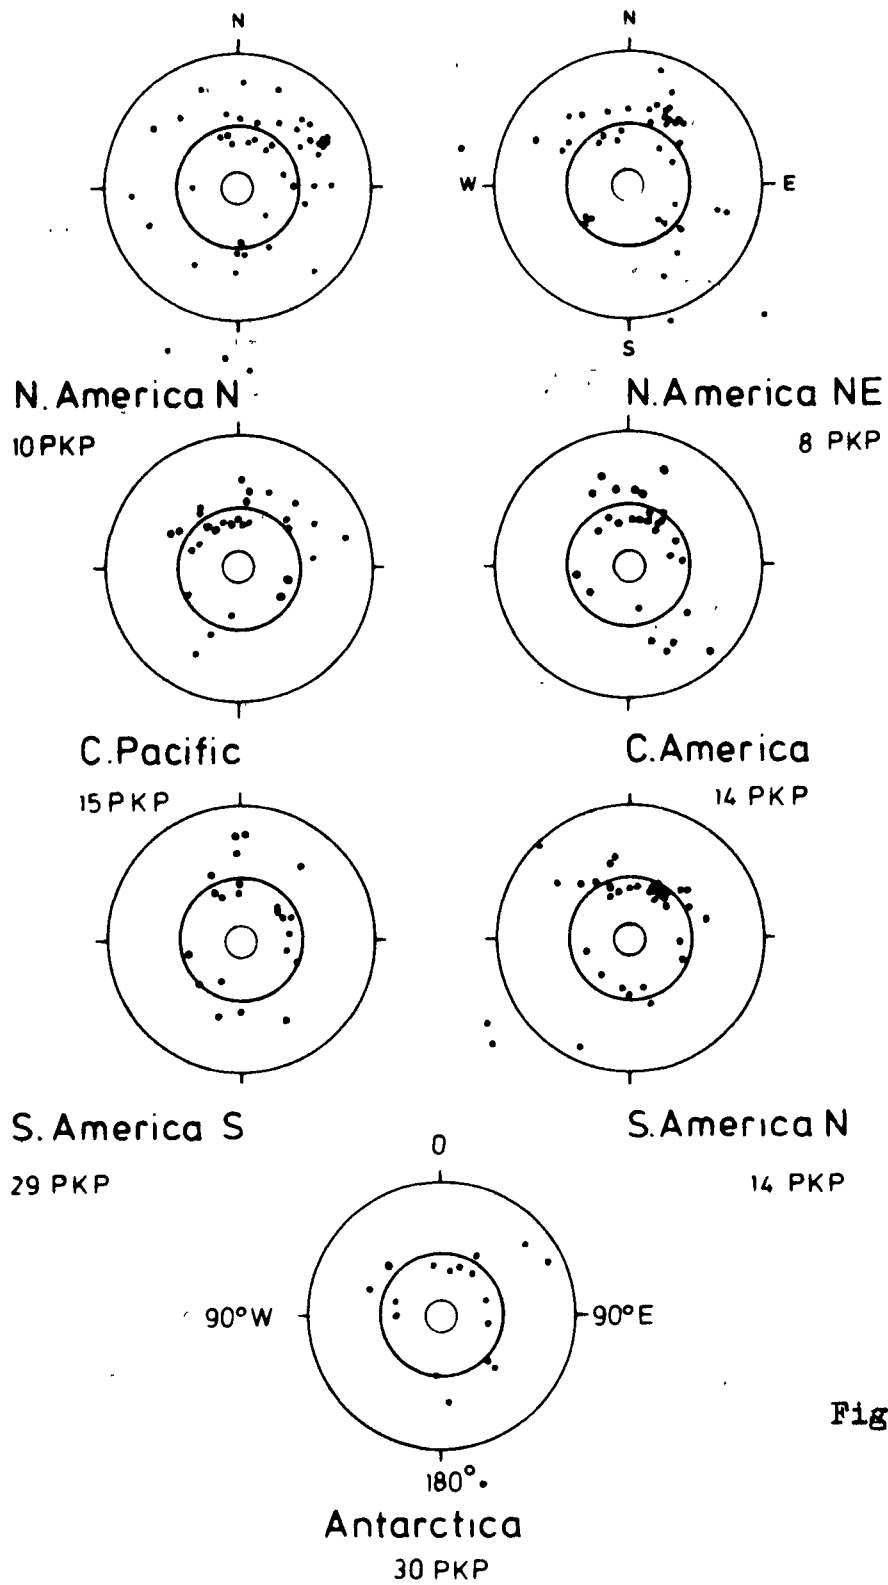 N
N
W
E
S
N. America N
N. America NE
10 PKP
8 PKP
C. Pacific
C. America
15 PKP
14 PKP
S. America S
S. America N
0
29 PKP
14 PKP
90°W
90°E
Fig
180°
Antarctica
30 PKP